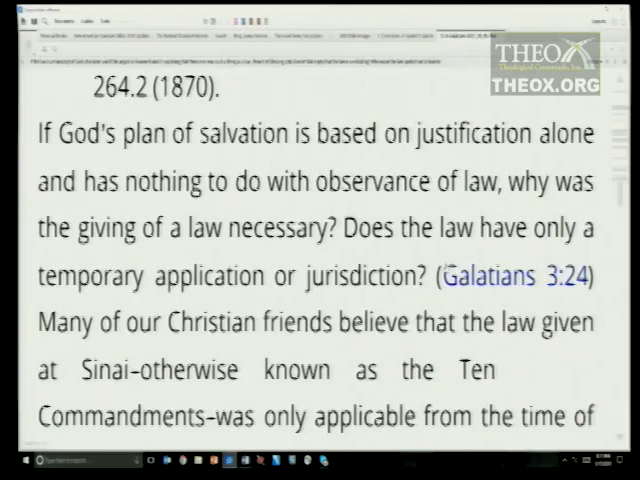 THEOX
Theological Crossroads, Inc.
THEOX.ORG
264.2 (1870).
If God's plan of salvation is based on justification alone
and has nothing to do with observance of law, why was
the giving of a law necessary? Does the law have only a
temporary application or jurisdiction? (Galatians 3:24)
Many of our Christian friends believe that the law given
at Sinai–otherwise known as the Ten
Commandments–was only applicable from the time of